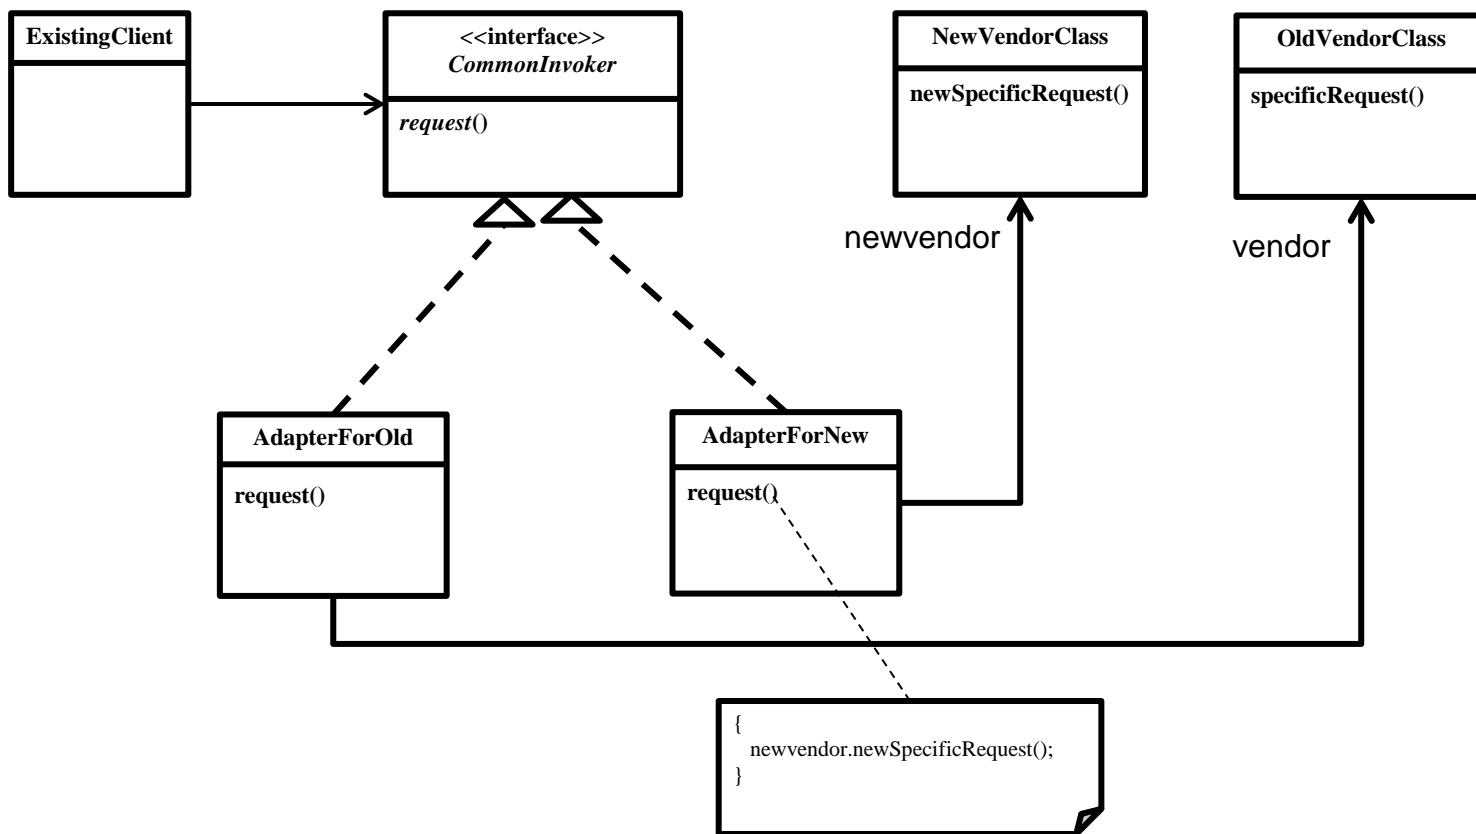 ExistingClient
<<interface>>
CommonInvoker
request()
NewVendorClass
newSpecificRequest()
OldVendorClass
specificRequest()
newvendor
vendor
AdapterForOld
request()
AdapterForNew
request()
{
newvendor.newSpecificRequest();
}